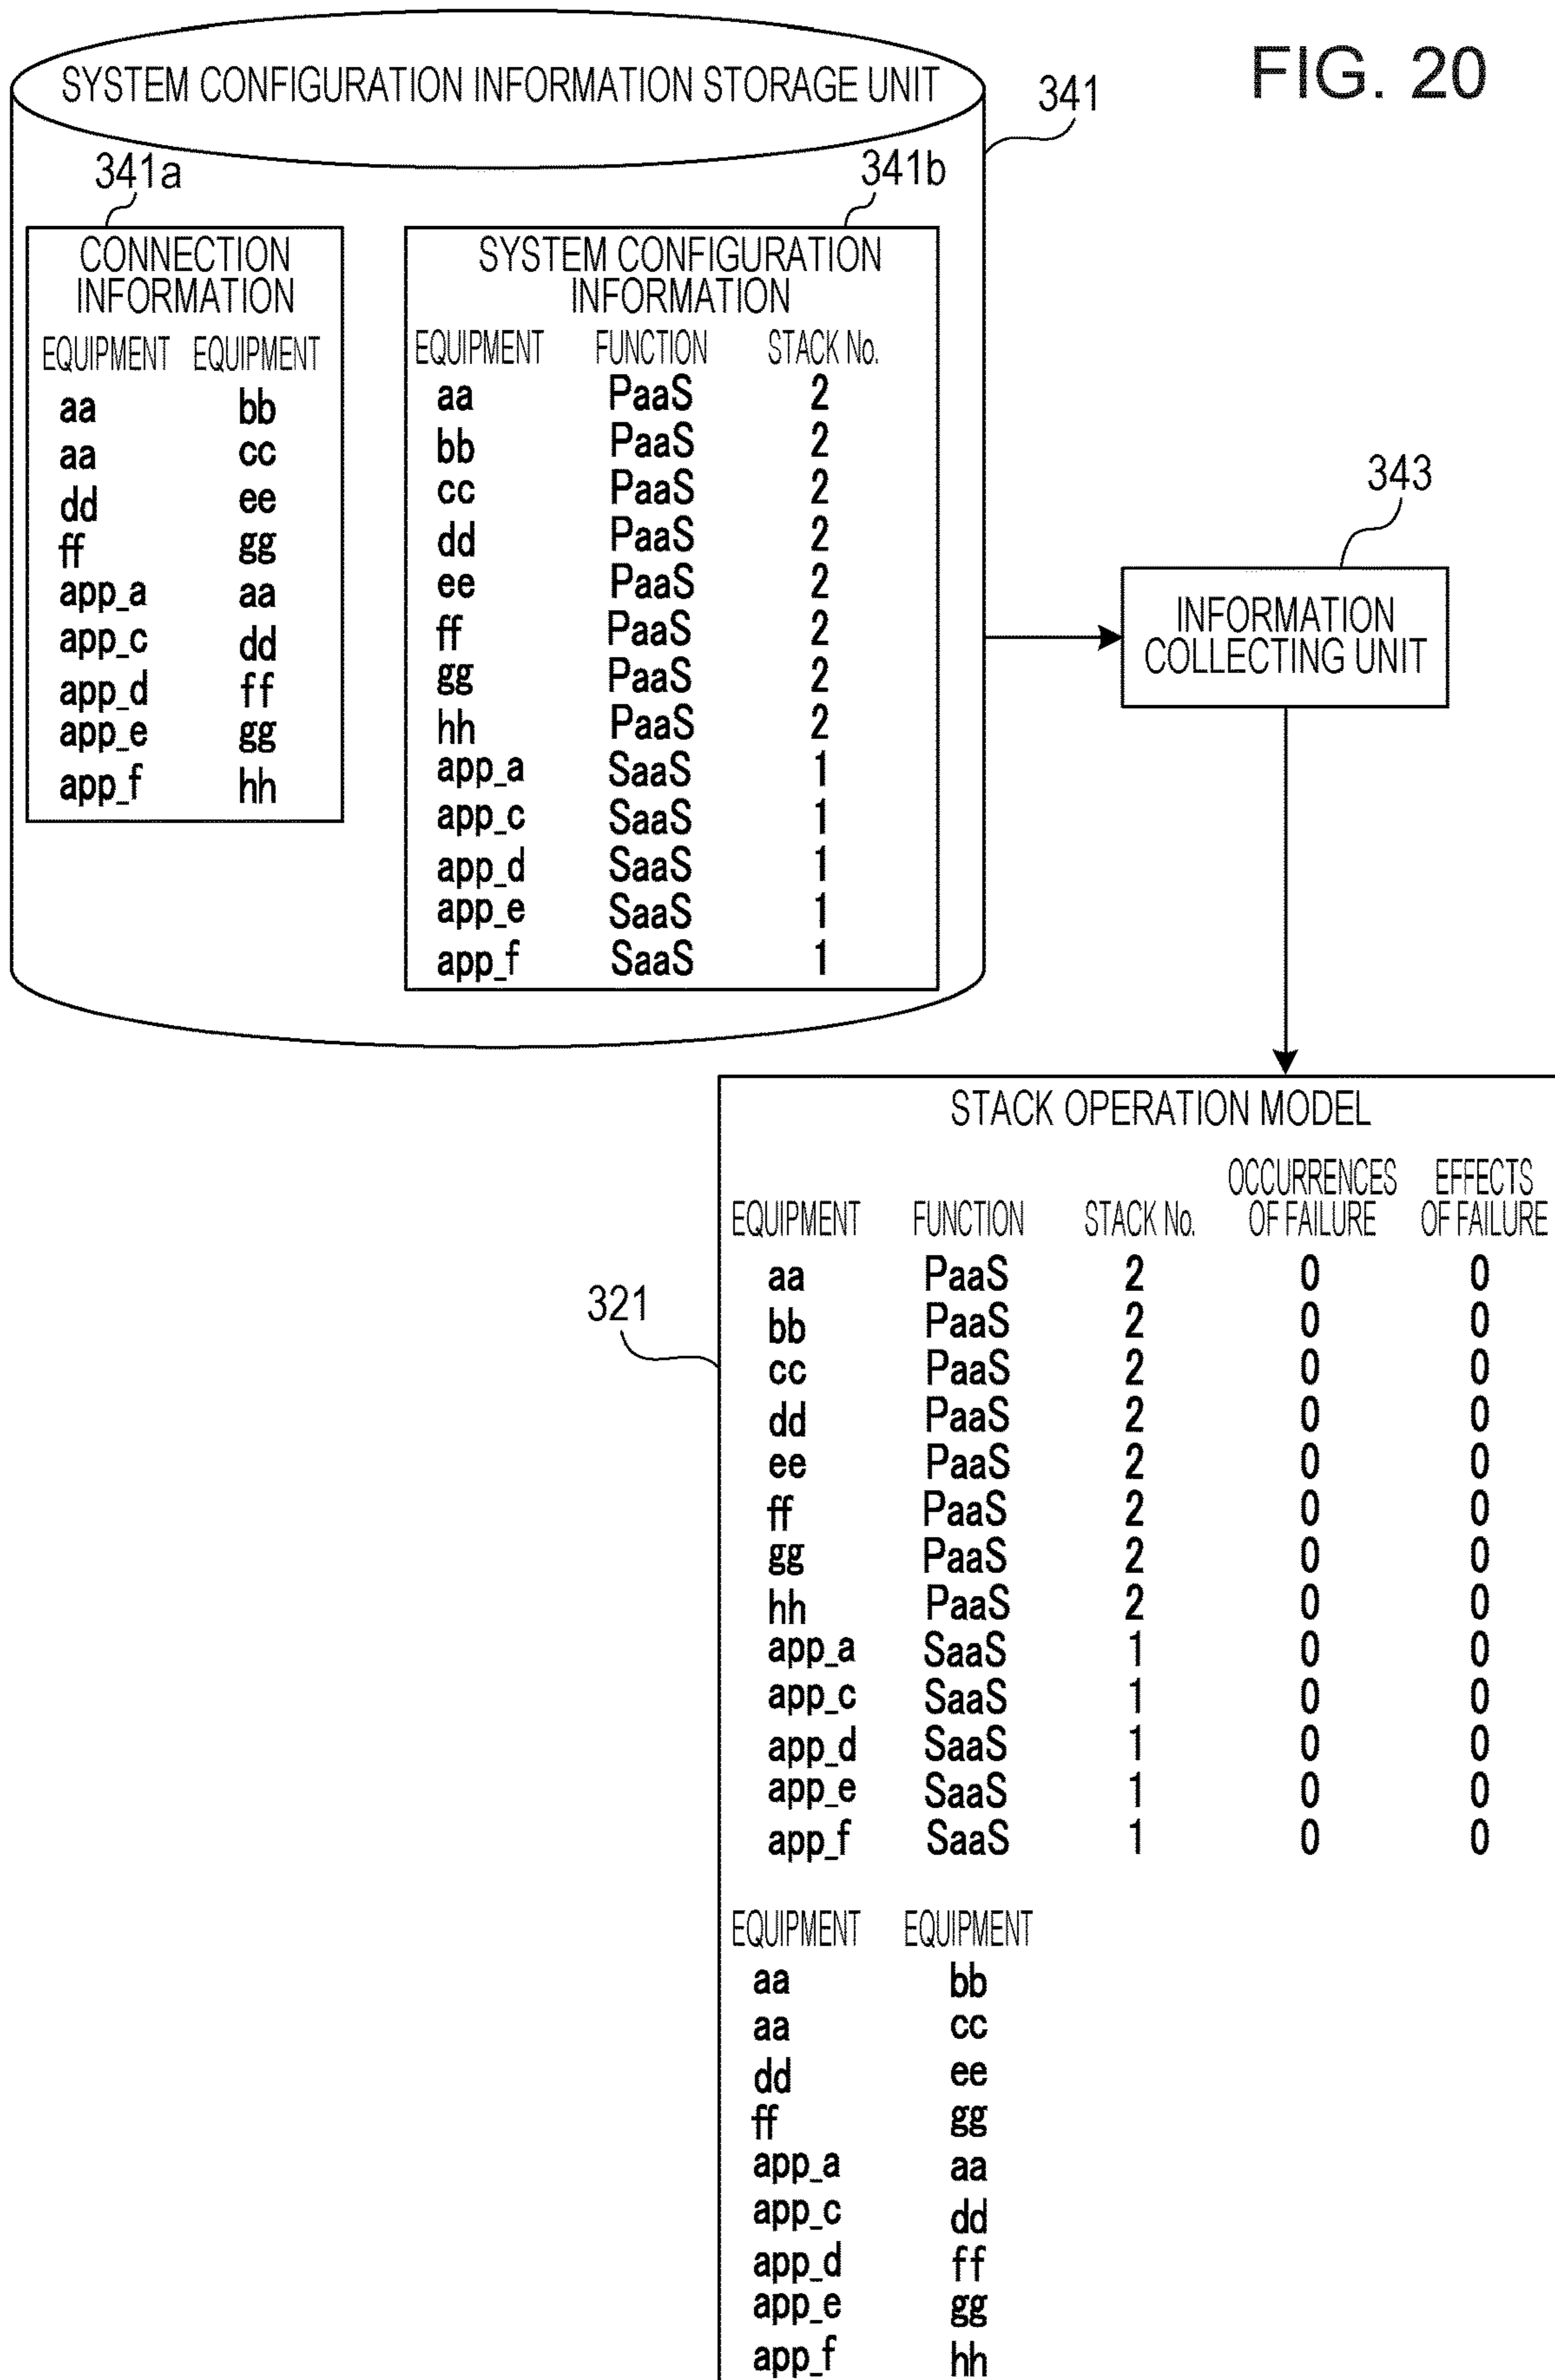 FIG. 20
SYSTEM CONFIGURATION INFORMATION STORAGE UNIT
341
341a
CONNECTION
INFORMATION
EQUIPMENT EQUIPMENT
aa bb
aa cc
dd ee
ff gg
app_a aa
app_c dd
app_d ff
app_e gg
app_f hh
341b
SYSTEM CONFIGURATION
INFORMATION
EQUIPMENT FUNCTION STACK No.
aa PaaS 2
bb PaaS 2
cc PaaS 2
dd PaaS 2
ee PaaS 2
ff PaaS 2
gg PaaS 2
hh PaaS 2
app_a SaaS 1
app_c SaaS 1
app_d SaaS 1
app_e SaaS 1
app_f SaaS 1
343
INFORMATION
COLLECTING UNIT
321
STACK OPERATION MODEL
EQUIPMENT FUNCTION STACK No. OCCURRENCES OF FAILURE EFFECTS OF FAILURE
aa PaaS 2 0 0
bb PaaS 2 0 0
cc PaaS 2 0 0
dd PaaS 2 0 0
ee PaaS 2 0 0
ff PaaS 2 0 0
gg PaaS 2 0 0
hh PaaS 2 0 0
app_a SaaS 1 0 0
app_c SaaS 1 0 0
app_d SaaS 1 0 0
app_e SaaS 1 0 0
app_f SaaS 1 0 0
EQUIPMENT EQUIPMENT
aa bb
aa cc
dd ee
ff gg
app_a aa
app_c dd
app_d ff
app_e gg
app_f hh